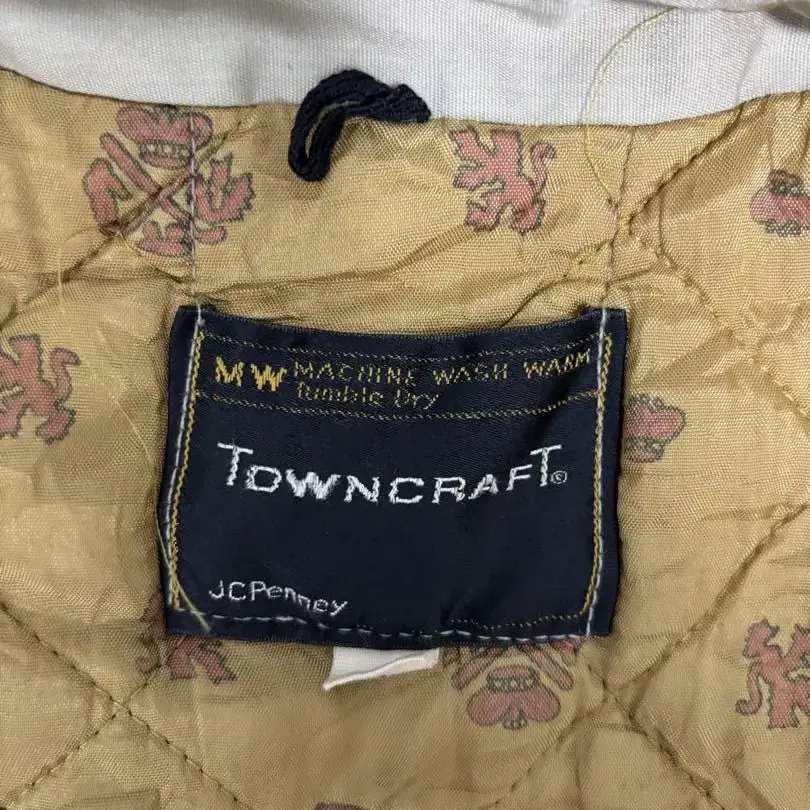 MW MACHINE WASH WARM
Tumble Dry
TOWNCRAFT®
JCPenney